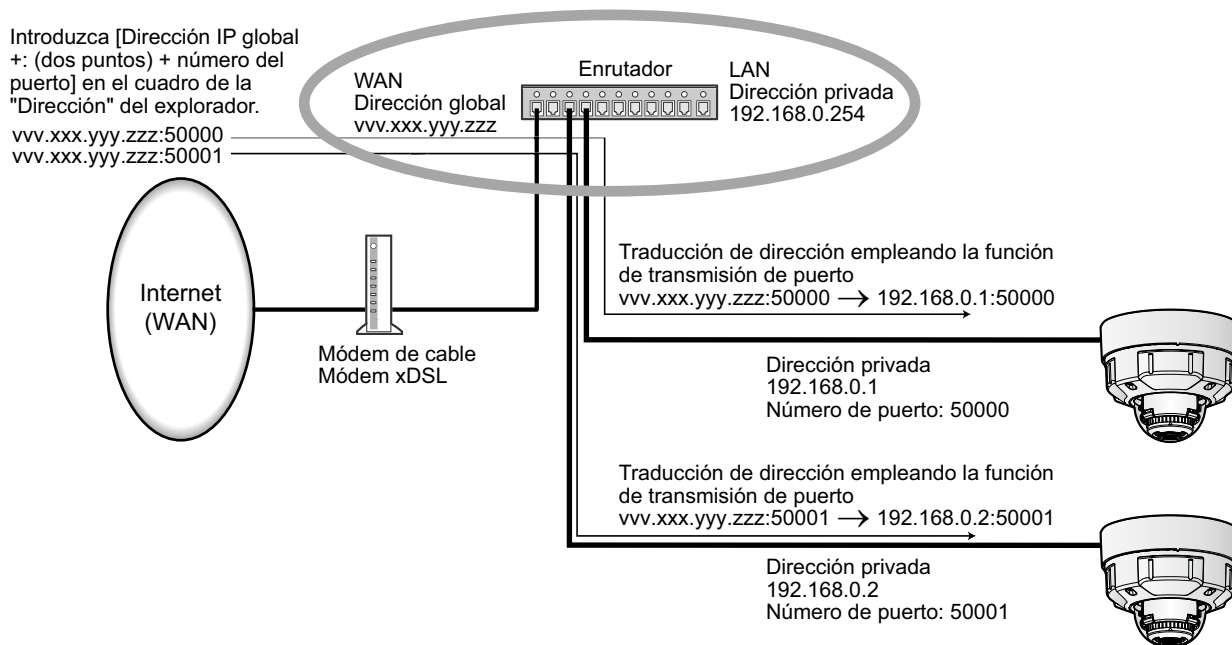 Introduzca [Dirección IP global
+: (dos puntos) + número del
puerto] en el cuadro de la
"Dirección" del explorador.
vvv.xxx.yyy.zzz:50000
vvv.xxx.yyy.zzz:50001
WAN
Dirección global
vvv.xxx.yyy.zzz
Enrutador
LAN
Dirección privada
192.168.0.254
Internet
(WAN)
Módem de cable
Módem xDSL
Traducción de dirección empleando la función
de transmisión de puerto
vvv.xxx.yyy.zzz:50000 → 192.168.0.1:50000
Dirección privada
192.168.0.1
Número de puerto: 50000
Traducción de dirección empleando la función
de transmisión de puerto
vvv.xxx.yyy.zzz:50001 → 192.168.0.2:50001
Dirección privada
192.168.0.2
Número de puerto: 50001